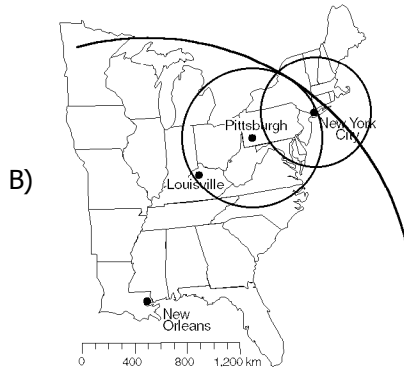 Pittsburgh
New York
City
B)
Louisville
New
Orleans
0 400 800 1,200 km